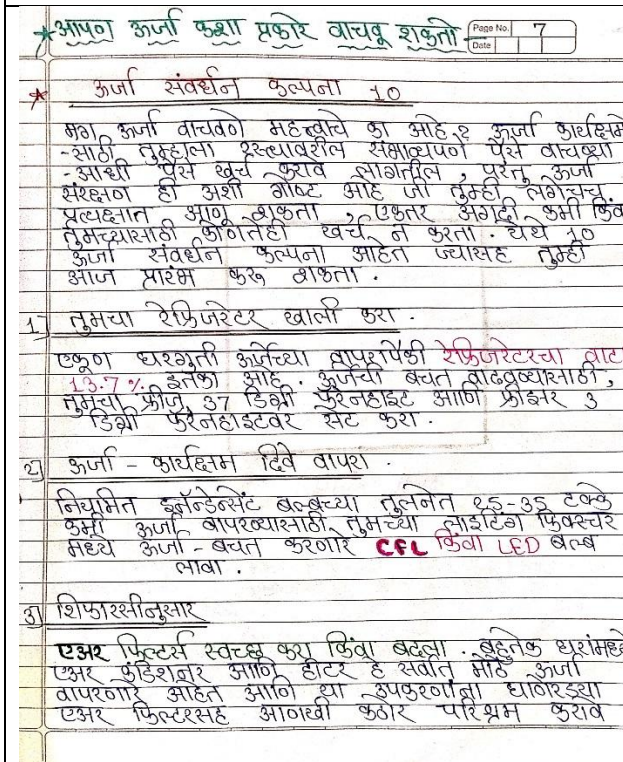 * आपण ऊर्जा कशा प्रकारे वाचवू शकतो -
Page No. 7
Date
* ऊर्जा संवर्धन कल्पना 10
मग ऊर्जा वाचवणे महत्त्वाचे का आहे ? ऊर्जा कार्यक्षमते
-साठी तुम्हाला रस्त्यावरील संभाव्यपणे पैसे वाचवण्या
-आधी पैसे खर्च करावे लागतील, परंतु ऊर्जा
संरक्षण ही अशी गोष्ट आहे जी तुम्ही लगेचच
प्रत्यक्षात आणू शकता, एकतर अगदी कमी किंवा
तुमच्यासाठी कोणतेही खर्च न करता. येथे 10
ऊर्जा संवर्धन कल्पना आहेत ज्यासह तुम्ही
आज प्रारंभ करू शकता.
1] तुमचा रेफ्रिजरेटर खाली करा.
एकूण घरगुती ऊर्जेच्या वापरापैकी रेफ्रिजरेटरचा वाटा
13.7 % इतका आहे. ऊर्जेची बचत वाढवण्यासाठी,
तुमचा फ्रीज 37 डिग्री फॅरेनहाइट आणि फ्रीझर 3
डिग्री फॅरेनहाइटवर सेट करा.
2] ऊर्जा - कार्यक्षम दिवे वापरा.
नियमित इनॅन्डेन्सेंट बल्बच्या तुलनेत २5-35 टक्के
कमी ऊर्जा वापरण्यासाठी तुमच्या लाइटिंग फिक्स्चर
मध्ये ऊर्जा - बचत करणारे CFL किंवा LED बल्ब
लावा.
3] शिफारसीनुसार
एअर फिल्टर्स स्वच्छ करा किंवा बदला. बहुतेक घरांमध्ये
एअर कंडिशनर आणि हीटर हे सर्वात मोठे ऊर्जा
वापरणारे आहेत आणि या उपकरणांना घाणेरड्या
एअर फिल्टरसह आणखी कठोर परिश्रम करावे